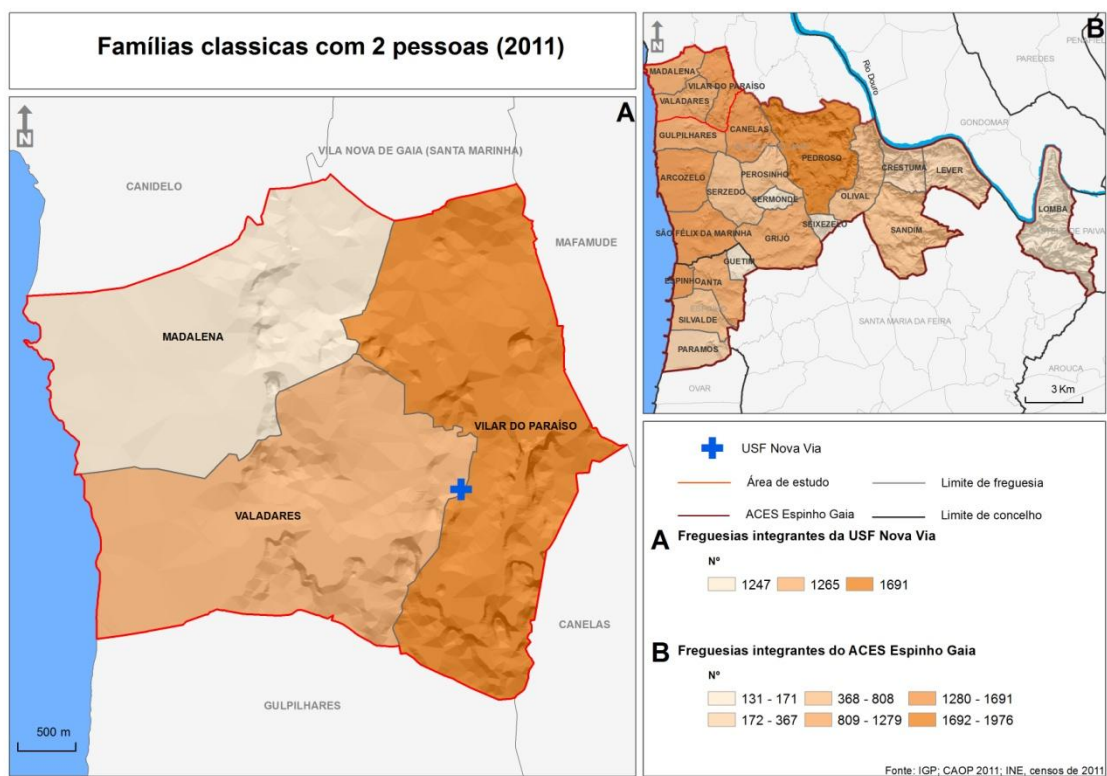 Famílias classicas com 2 pessoas (2011)
A
N
CANIDELO
VILA NOVA DE GAIA (SANTA MARINHA)
MAFAMUDE
MADALENA
VILAR DO PARAÍSO
VALADARES
CANELAS
GULPILHARES
500 m
B
N
PENAFIEL
PAREDES
Rio Douro
MADALENA
VILAR DO PARAÍSO
VALADARES
GONDOMAR
GULPILHARES
CANELAS
PEDROSO
CRESTUMA
LEVER
ARCOZELO
PEROSINHO
SERZEDO
SERMONDE
OLIVAL
LOMBA
SEIXEZELO
SÃO FÉLIX DA MARINHA
GRIJÓ
SANDIM
DE PAIVA
GUETIM
ESPINHO
ANTA
SILVALDE
SANTA MARIA DA FEIRA
PARAMOS
AROUCA
OVAR
3 Km
USF Nova Via
Área de estudo
Limite de freguesia
ACES Espinho Gaia
Limite de concelho
A Freguesias integrantes da USF Nova Via
Nº
1247 1265 1691
B Freguesias integrantes do ACES Espinho Gaia
Nº
131 - 171 368 - 808 1280 - 1691
172 - 367 809 - 1279 1692 - 1976
Fonte: IGP; CAOP 2011; INE, censos de 2011